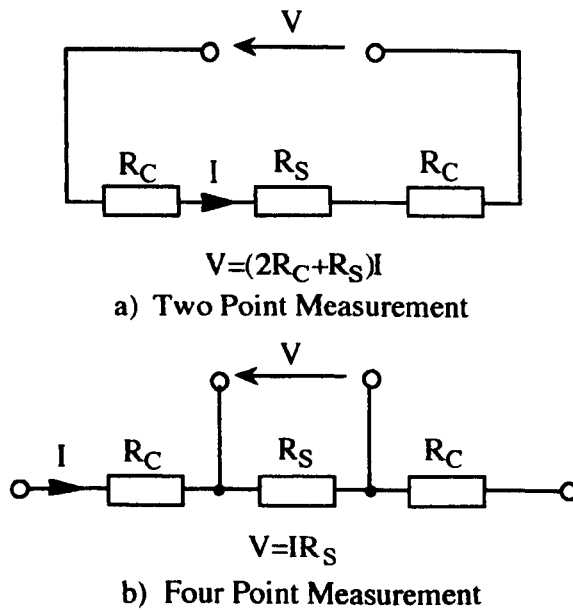 V
R_C I R_S R_C
V=(2R_C+R_S)I
a) Two Point Measurement
V
I R_C R_S R_C
V=IR_S
b) Four Point Measurement